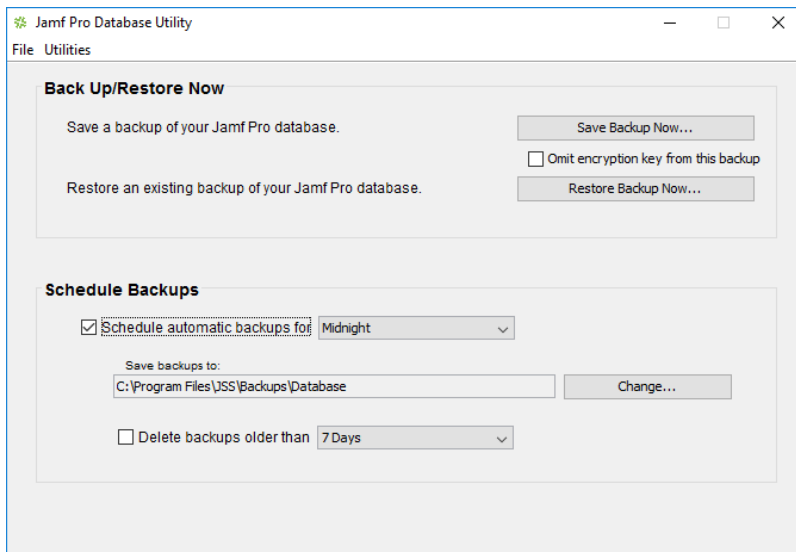 Jamf Pro Database Utility
File Utilities
Back Up/Restore Now
Save a backup of your Jamf Pro database.
Save Backup Now...
Omit encryption key from this backup
Restore an existing backup of your Jamf Pro database.
Restore Backup Now...
Schedule Backups
Schedule automatic backups for Midnight
Save backups to:
C:\Program Files\JSS\Backups\Database
Change...
Delete backups older than 7 Days